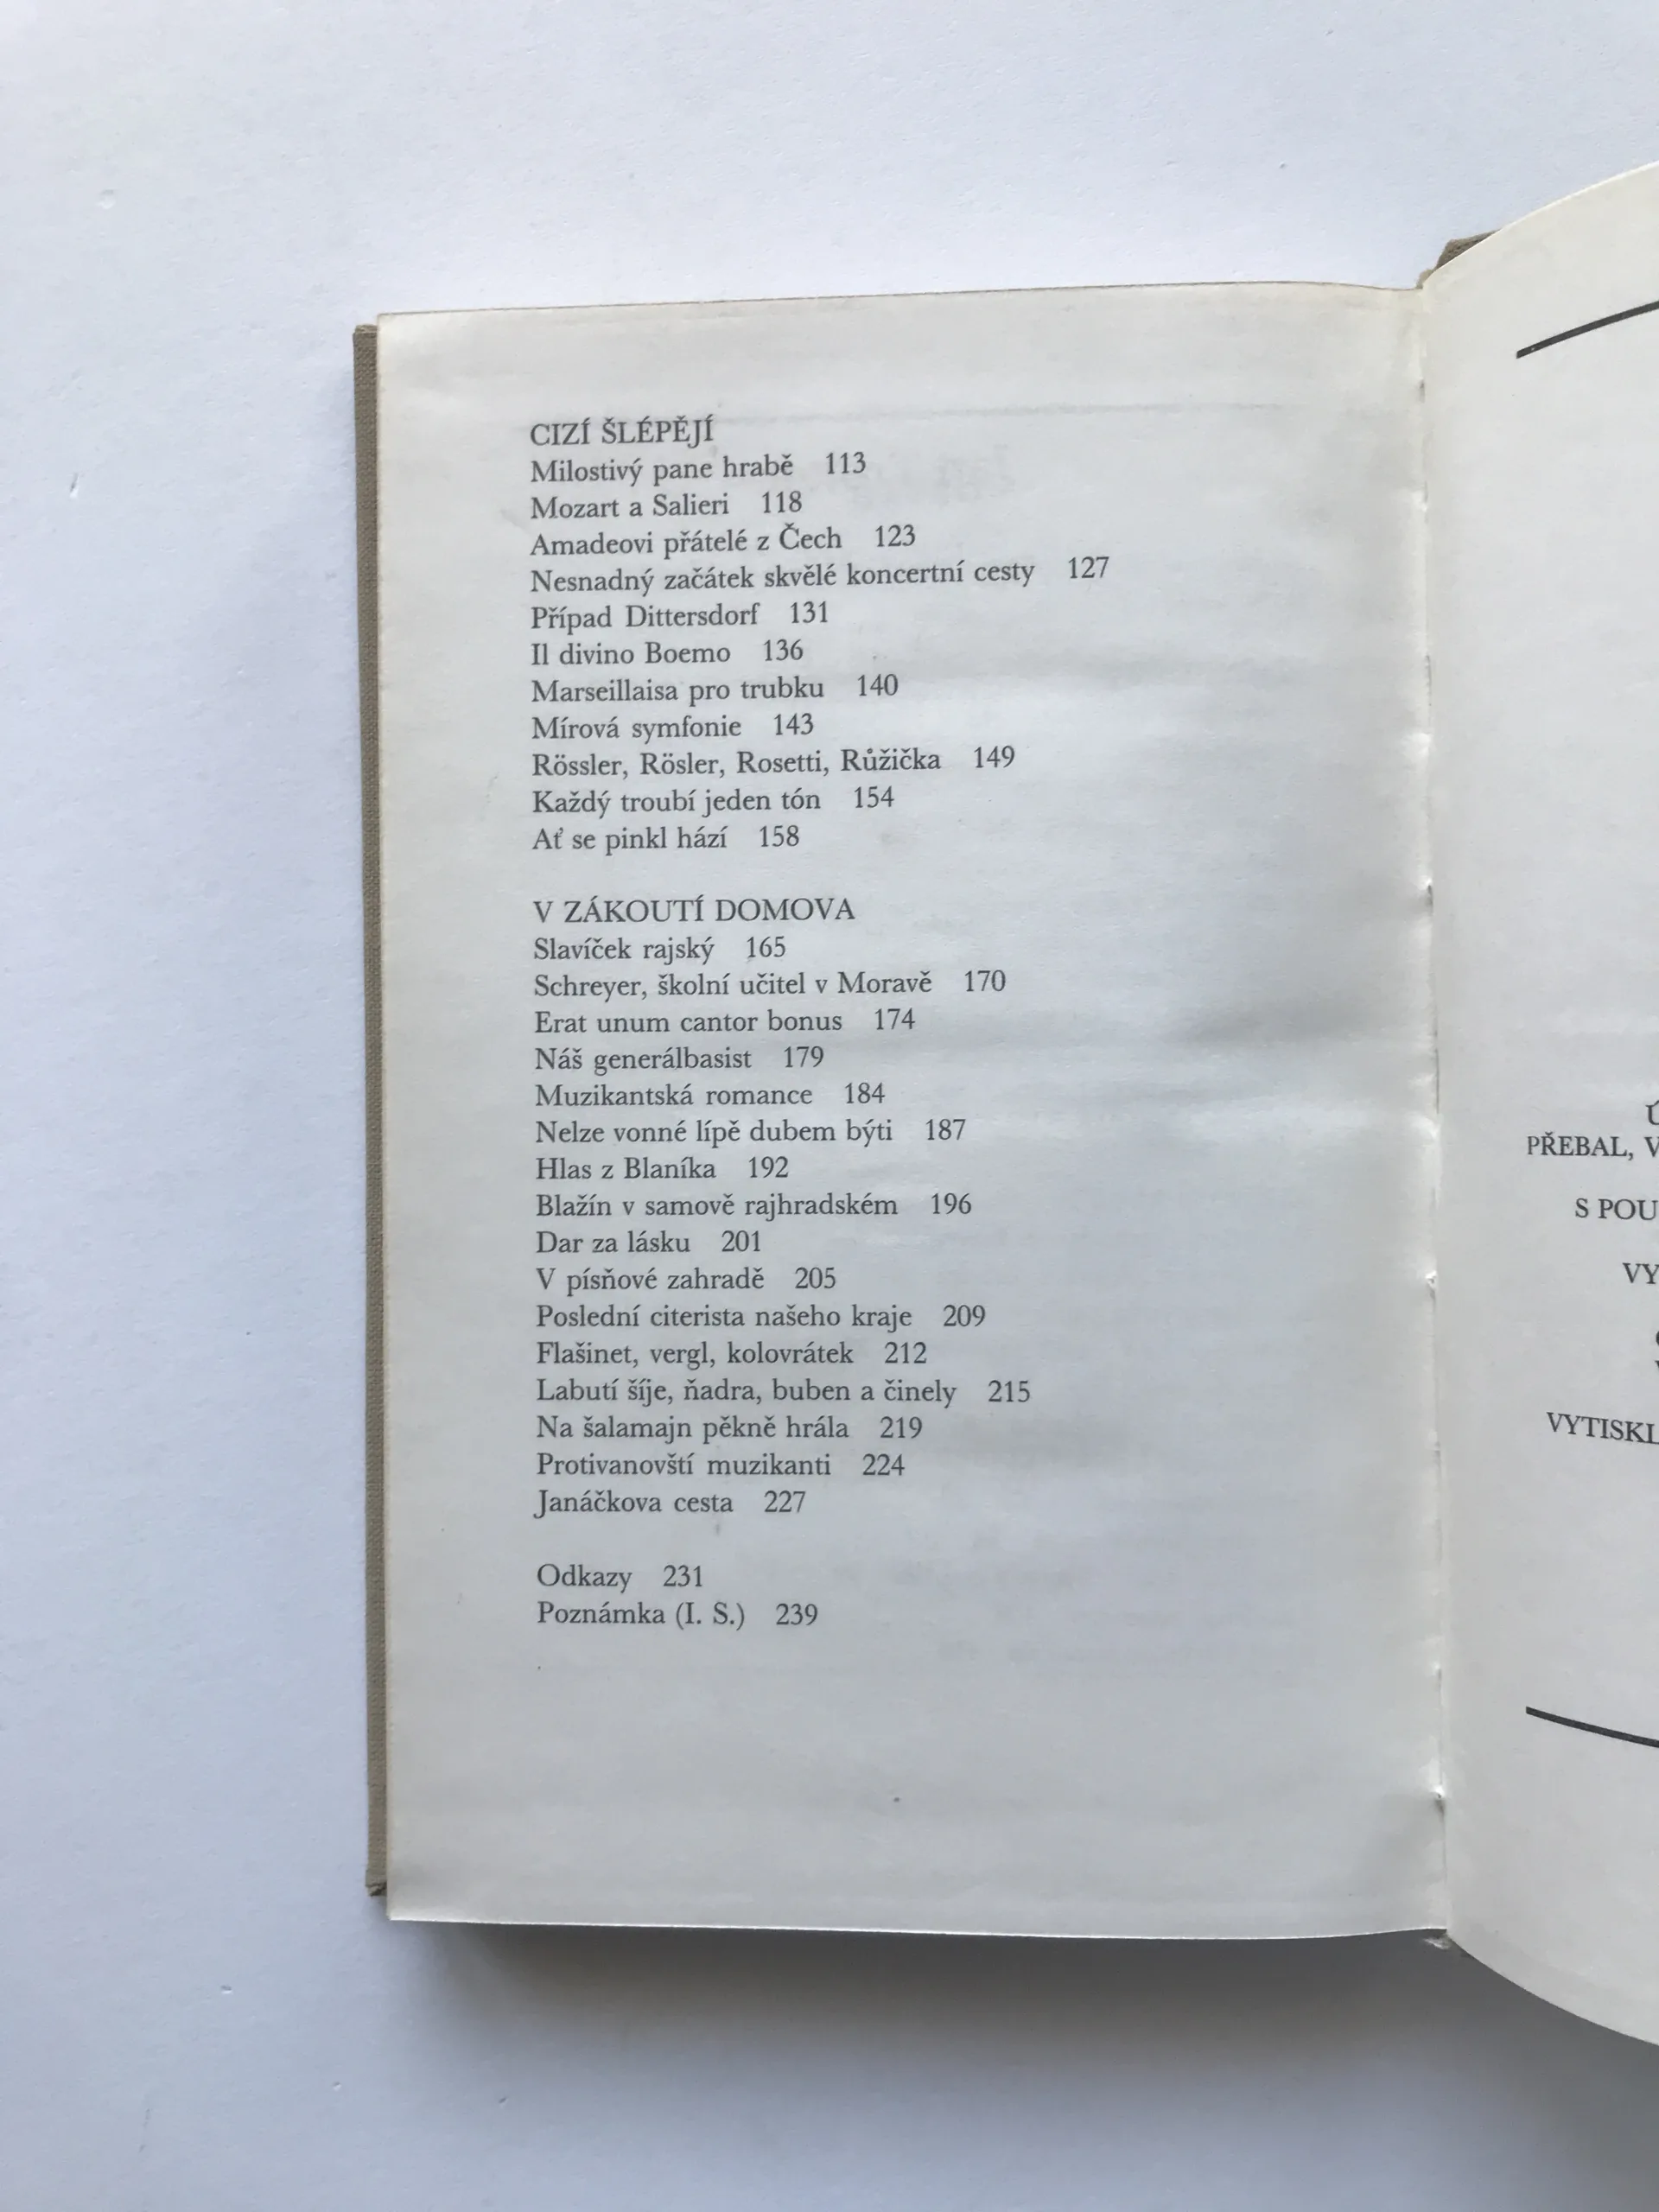 CIZÍ ŠLÉPĚJÍ
Milostivý pane hrabě 113
Mozart a Salieri 118
Amadeovi přátelé z Čech 123
Nesnadný začátek skvělé koncertní cesty 127
Případ Dittersdorf 131
Il divino Boemo 136
Marseillaisa pro trubku 140
Mírová symfonie 143
Rössler, Rösler, Rosetti, Růžička 149
Každý troubí jeden tón 154
Ať se pinkl hází 158
V ZÁKOUTÍ DOMOVA
Slavíček rajský 165
Schreyer, školní učitel v Moravě 170
Erat unum cantor bonus 174
Náš generálbasist 179
Muzikantská romance 184
Nelze vonné lípě dubem býti 187
Hlas z Blaníka 192
Blažín v samově rajhradském 196
Dar za lásku 201
V písňové zahradě 205
Poslední citerista našeho kraje 209
Flašinet, vergl, kolovrátek 212
Labutí šíje, ňadra, buben a činely 215
Na šalamajn pěkně hrála 219
Protivanovští muzikanti 224
Janáčkova cesta 227
Odkazy 231
Poznámka (I. S.) 239
PŘEBAL, V
S POU
VY
VYTISKL